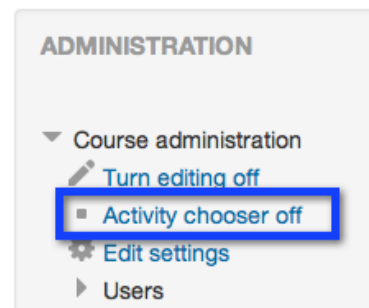 ADMINISTRATION
Course administration
Turn editing off
Activity chooser off
Edit settings
Users